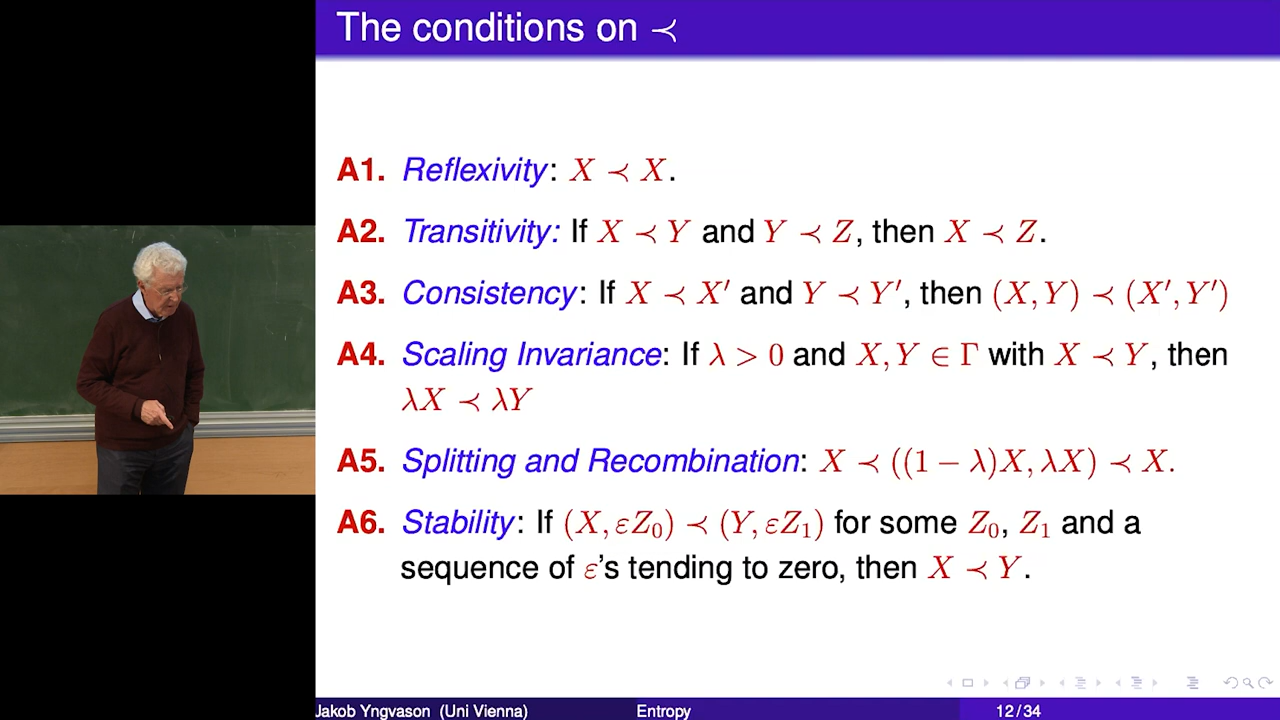 The conditions on ≺
A1. Reflexivity: X ≺ X.
A2. Transitivity: If X ≺ Y and Y ≺ Z, then X ≺ Z.
A3. Consistency: If X ≺ X′ and Y ≺ Y′, then (X, Y) ≺ (X′, Y′)
A4. Scaling Invariance: If λ > 0 and X, Y ∈ Γ with X ≺ Y, then
λX ≺ λY
A5. Splitting and Recombination: X ≺ ((1 − λ)X, λX) ≺ X.
A6. Stability: If (X, εZ₀) ≺ (Y, εZ₁) for some Z₀, Z₁ and a
sequence of ε's tending to zero, then X ≺ Y.
Jakob Yngvason (Uni Vienna) Entropy 12/34